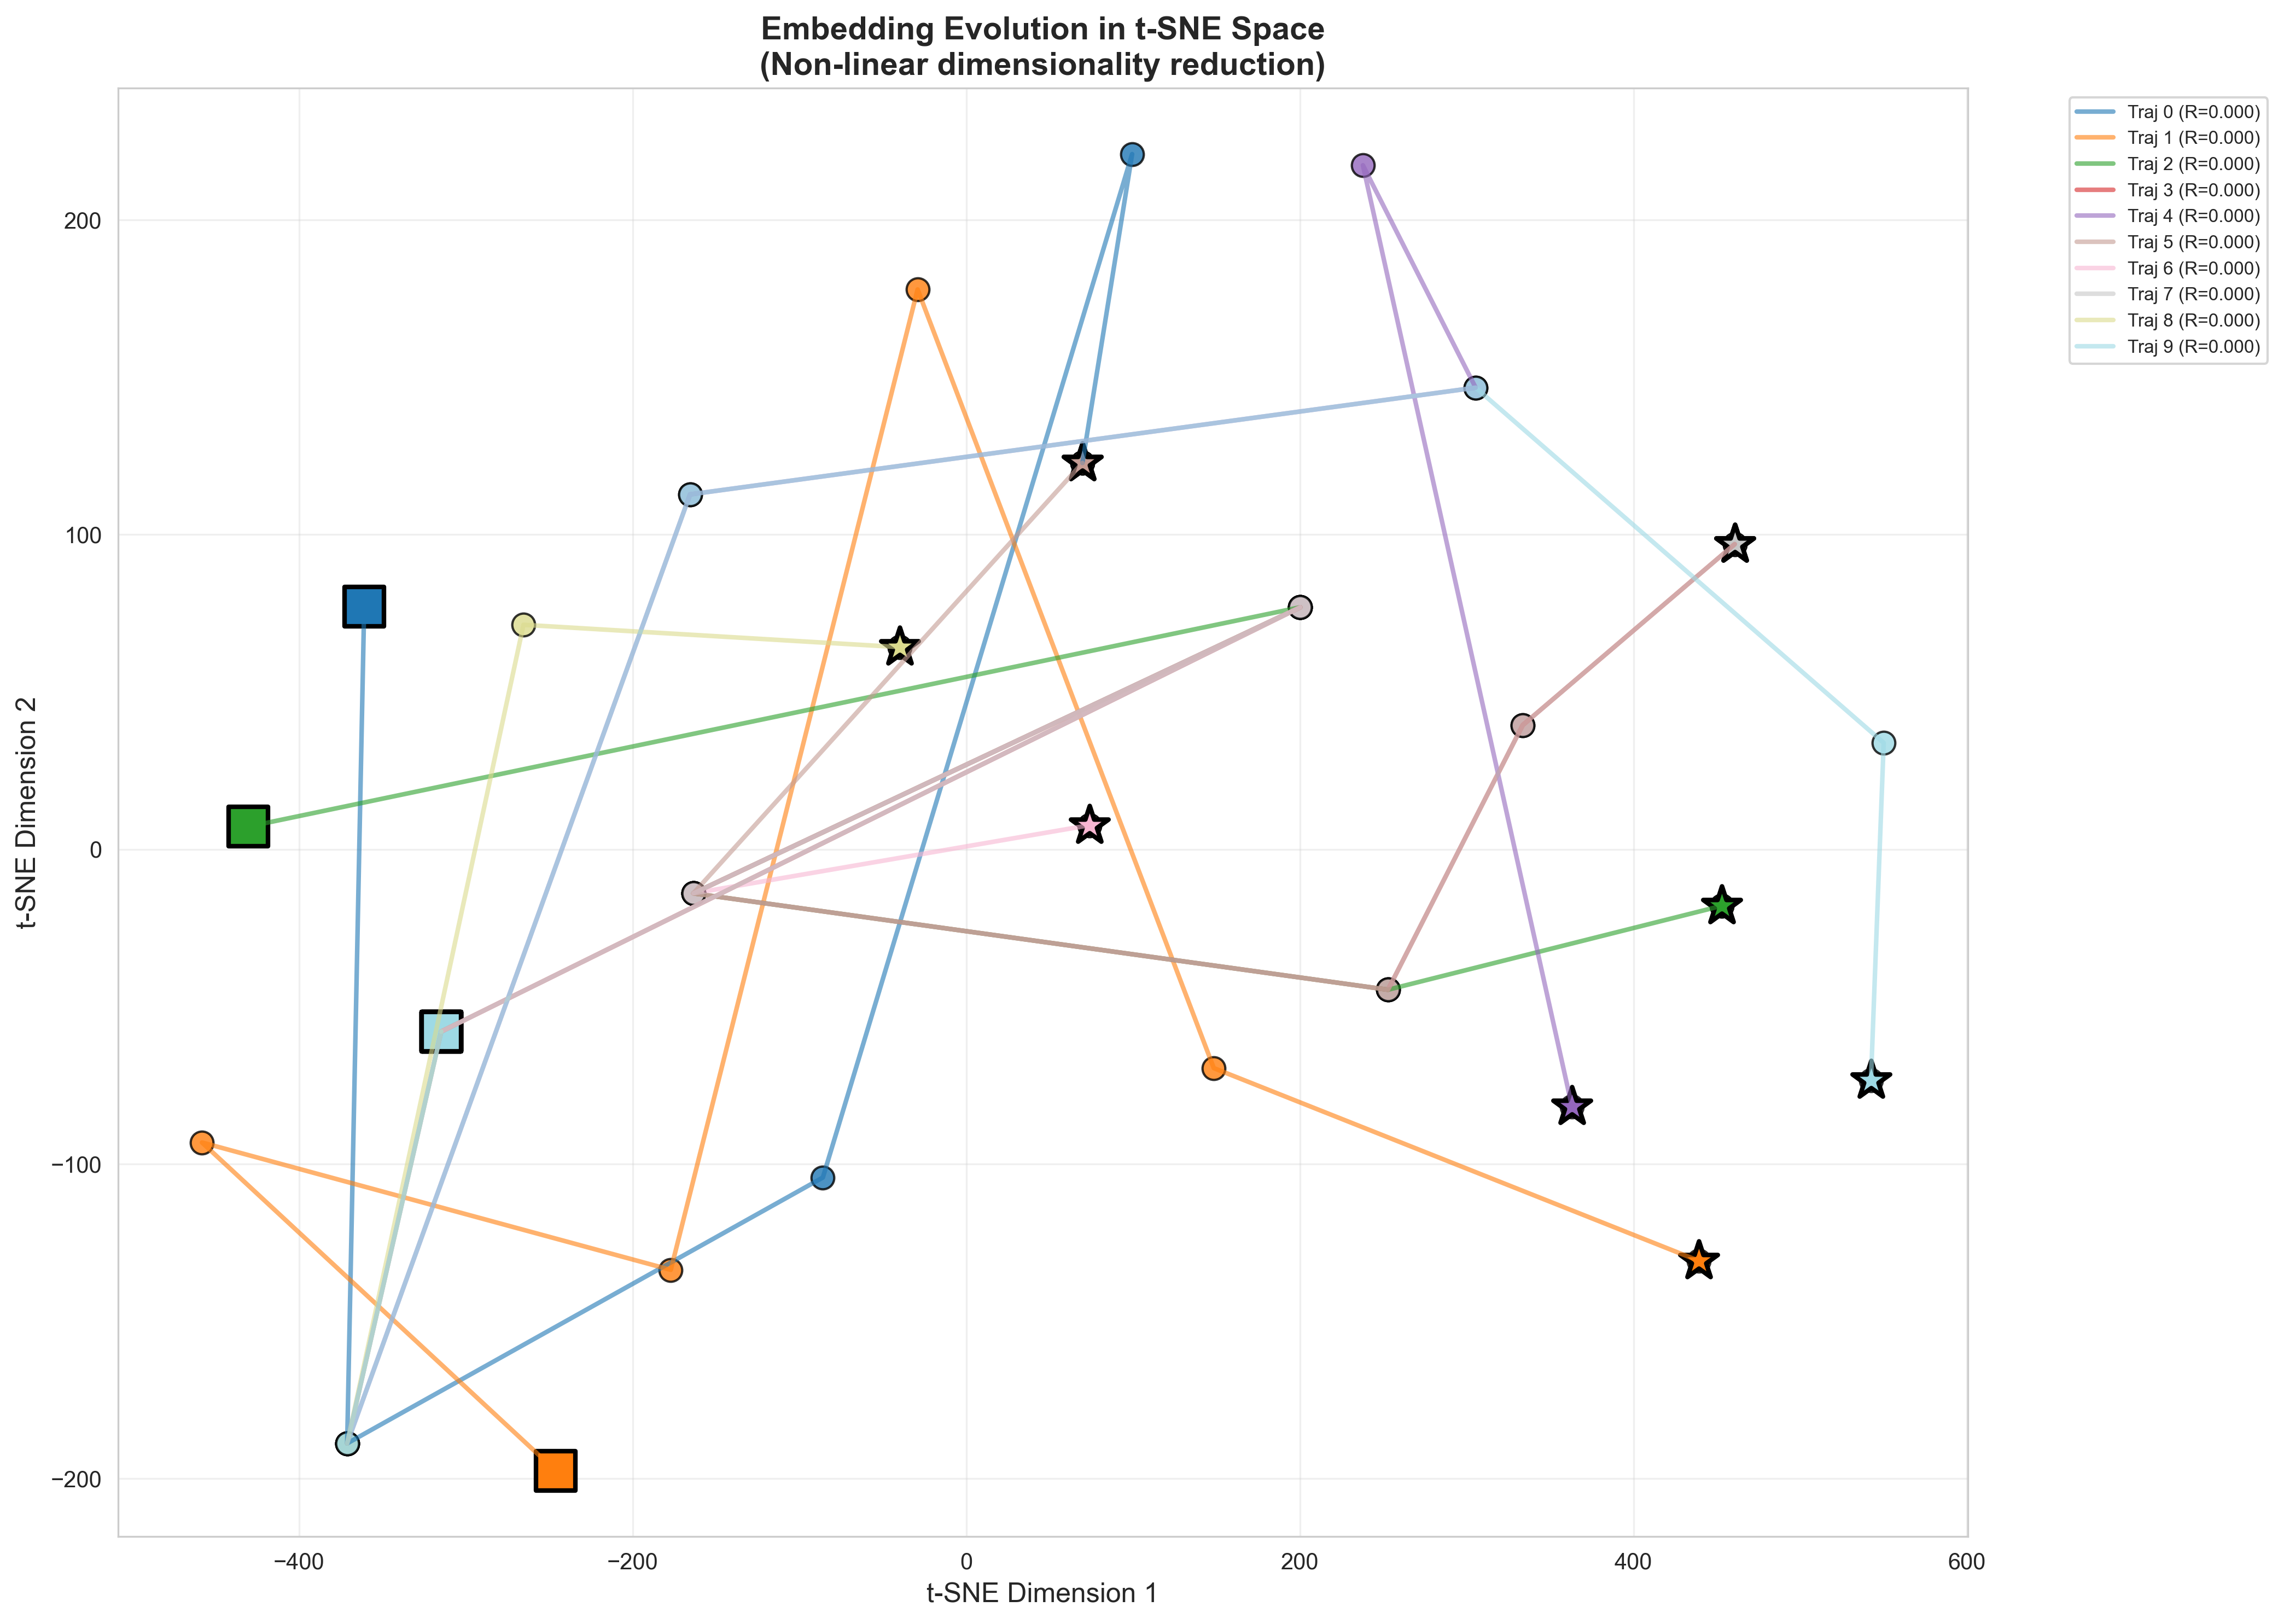 Embedding Evolution in t-SNE Space
(Non-linear dimensionality reduction)
Traj 0 (R=0.000)
Traj 1 (R=0.000)
Traj 2 (R=0.000)
Traj 3 (R=0.000)
Traj 4 (R=0.000)
Traj 5 (R=0.000)
Traj 6 (R=0.000)
Traj 7 (R=0.000)
Traj 8 (R=0.000)
Traj 9 (R=0.000)
t-SNE Dimension 2
200
100
0
−100
−200
−400
−200
0
200
400
600
t-SNE Dimension 1